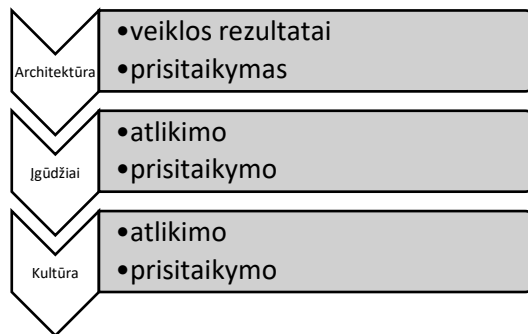 Architektūra
•veiklos rezultatai
•prisitaikymas
Įgūdžiai
•atlikimo
•prisitaikymo
Kultūra
•atlikimo
•prisitaikymo